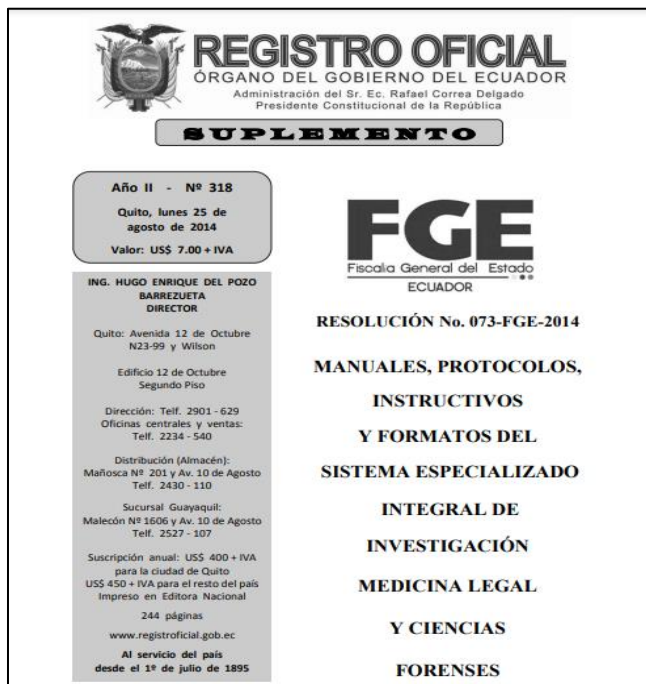 REGISTRO OFICIAL
ÓRGANO DEL GOBIERNO DEL ECUADOR
Administración del Sr. Ec. Rafael Correa Delgado
Presidente Constitucional de la República
SUPLEMENTO
Año II - Nº 318
Quito, lunes 25 de
agosto de 2014
Valor: US$ 7.00 + IVA
ING. HUGO ENRIQUE DEL POZO
BARREZUETA
DIRECTOR
Quito: Avenida 12 de Octubre
N23-99 y Wilson
Edificio 12 de Octubre
Segundo Piso
Dirección: Telf. 2901 - 629
Oficinas centrales y ventas:
Telf. 2234 - 540
Distribución (Almacén):
Mañosca Nº 201 y Av. 10 de Agosto
Telf. 2430 - 110
Sucursal Guayaquil:
Malecón Nº 1606 y Av. 10 de Agosto
Telf. 2527 - 107
Suscripción anual: US$ 400 + IVA
para la ciudad de Quito
US$ 450 + IVA para el resto del país
Impreso en Editora Nacional
244 páginas
www.registroficial.gob.ec
Al servicio del país
desde el 1º de julio de 1895
FGE
Fiscalía General del Estado
ECUADOR
RESOLUCIÓN No. 073-FGE-2014
MANUALES, PROTOCOLOS,
INSTRUCTIVOS
Y FORMATOS DEL
SISTEMA ESPECIALIZADO
INTEGRAL DE
INVESTIGACIÓN
MEDICINA LEGAL
Y CIENCIAS
FORENSES